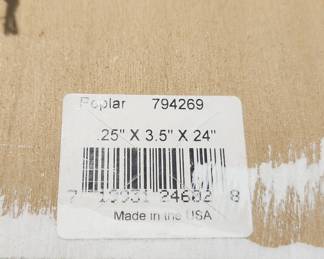 Poplar 794269
.25" X 3.5" X 24"
Made in the USA